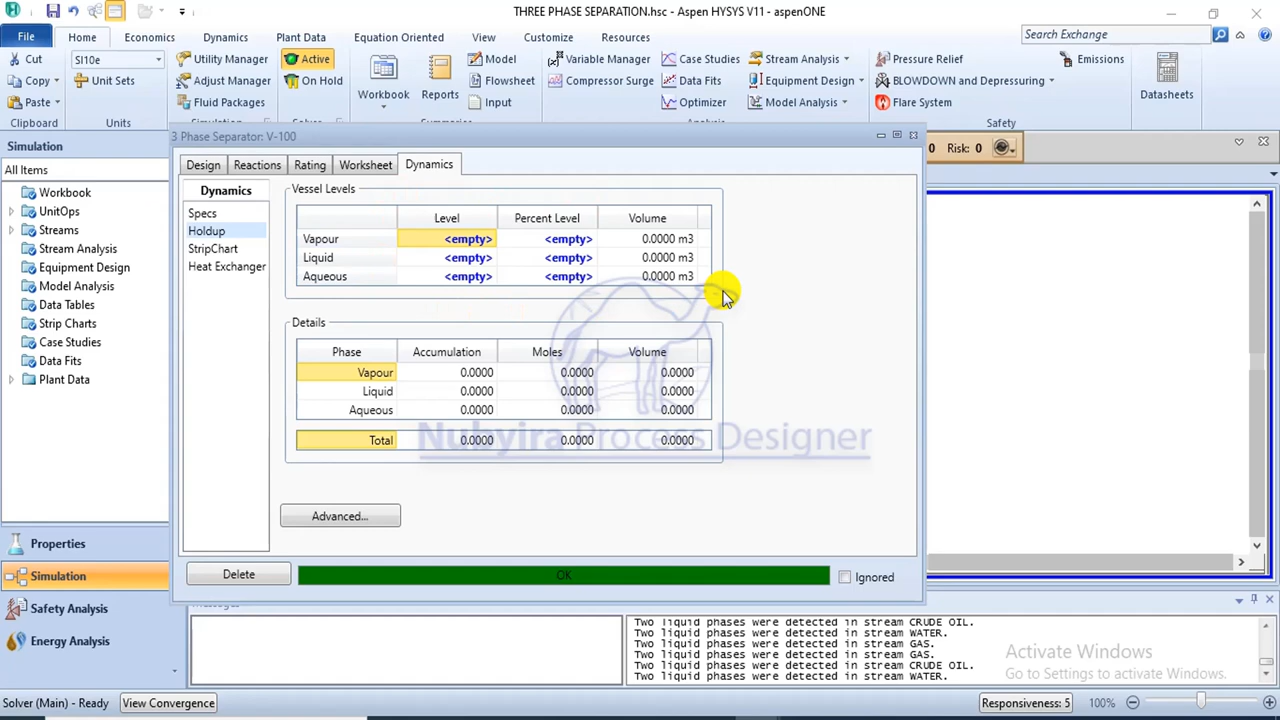 THREE PHASE SEPARATION.hsc - Aspen HYSYS V11 - aspenONE
File Home Economics Dynamics Plant Data Equation Oriented View Customize Resources Search Exchange
Cut SI10e Utility Manager Active Model Variable Manager Case Studies Stream Analysis Pressure Relief Emissions
Copy Unit Sets Adjust Manager On Hold Workbook Reports Flowsheet Compressor Surge Data Fits Equipment Design BLOWDOWN and Depressuring Datasheets
Paste Fluid Packages Input Optimizer Model Analysis Flare System
Clipboard Units Safety
Simulation 3 Phase Separator: V-100 0 Risk: 0
All Items Design Reactions Rating Worksheet Dynamics
Workbook
UnitOps
Streams
Stream Analysis
Equipment Design
Model Analysis
Data Tables
Strip Charts
Case Studies
Data Fits
Plant Data
Dynamics
Specs
Holdup
StripChart
Heat Exchanger
Vessel Levels
Level Percent Level Volume
Vapour <empty> <empty> 0.0000 m3
Liquid <empty> <empty> 0.0000 m3
Aqueous <empty> <empty> 0.0000 m3
Details
Phase Accumulation Moles Volume
Vapour 0.0000 0.0000 0.0000
Liquid 0.0000 0.0000 0.0000
Aqueous 0.0000 0.0000 0.0000
Total 0.0000 0.0000 0.0000
Nubyira Process Designer
Advanced...
Delete OK Ignored
Properties
Simulation
Safety Analysis
Energy Analysis
Two liquid phases were detected in stream CRUDE OIL.
Two liquid phases were detected in stream WATER.
Two liquid phases were detected in stream GAS.
Two liquid phases were detected in stream GAS.
Two liquid phases were detected in stream CRUDE OIL.
Two liquid phases were detected in stream WATER.
Activate Windows
Go to Settings to activate Windows.
Solver (Main) - Ready View Convergence Responsiveness: 5 100%